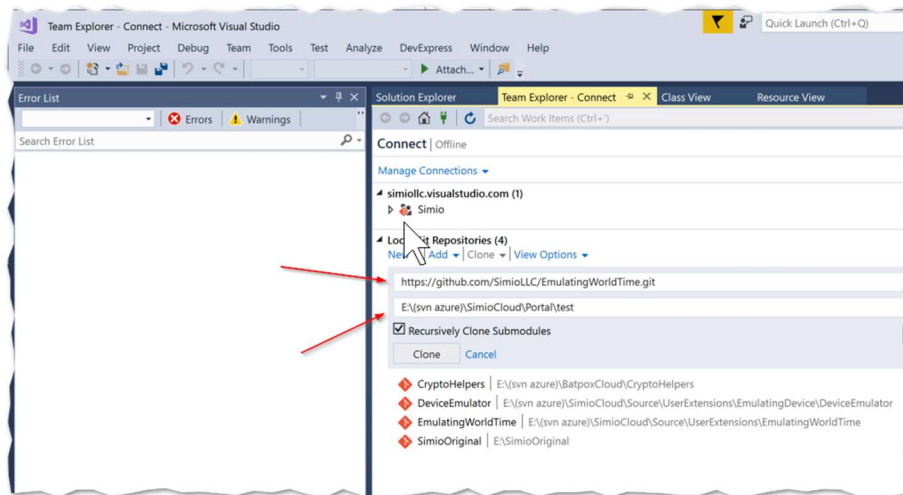 Team Explorer - Connect - Microsoft Visual Studio
Quick Launch (Ctrl+Q)
File Edit View Project Debug Team Tools Test Analyze DevExpress Window Help
Attach...
Error List
Solution Explorer Team Explorer - Connect Class View Resource View
Errors Warnings
Search Work Items (Ctrl+')
Search Error List
Connect | Offline
Manage Connections
simiollc.visualstudio.com (1)
Simio
Git Repositories (4)
Add Clone View Options
https://github.com/SimioLLC/EmulatingWorldTime.git
E:\(svn azure)\SimioCloud\Portal\test
Recursively Clone Submodules
Clone Cancel
CryptoHelpers | E:\(svn azure)\BatpoxCloud\CryptoHelpers
DeviceEmulator | E:\(svn azure)\SimioCloud\Source\UserExtensions\EmulatingDevice\DeviceEmulator
EmulatingWorldTime | E:\(svn azure)\SimioCloud\Source\UserExtensions\EmulatingWorldTime
SimioOriginal | E:\SimioOriginal